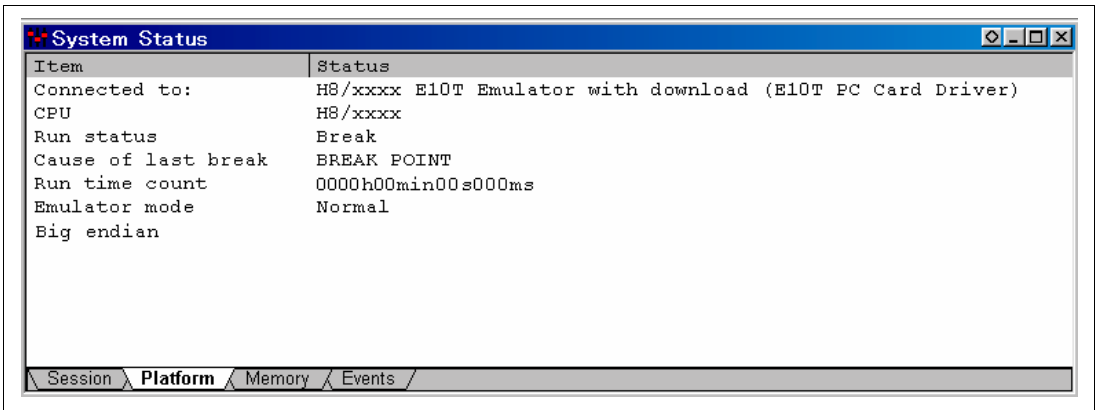 System Status
Item Status
Connected to: H8/xxxx E10T Emulator with download (E10T PC Card Driver)
CPU H8/xxxx
Run status Break
Cause of last break BREAK POINT
Run time count 0000h00min00s000ms
Emulator mode Normal
Big endian
Session Platform Memory Events